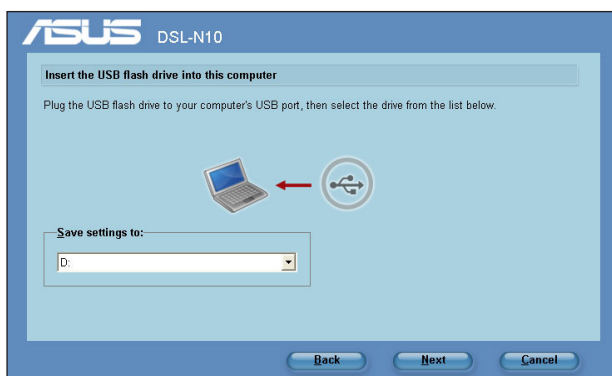 ASUS DSL-N10
Insert the USB flash drive into this computer
Plug the USB flash drive to your computer's USB port, then select the drive from the list below.
Save settings to:
D:
Back Next Cancel